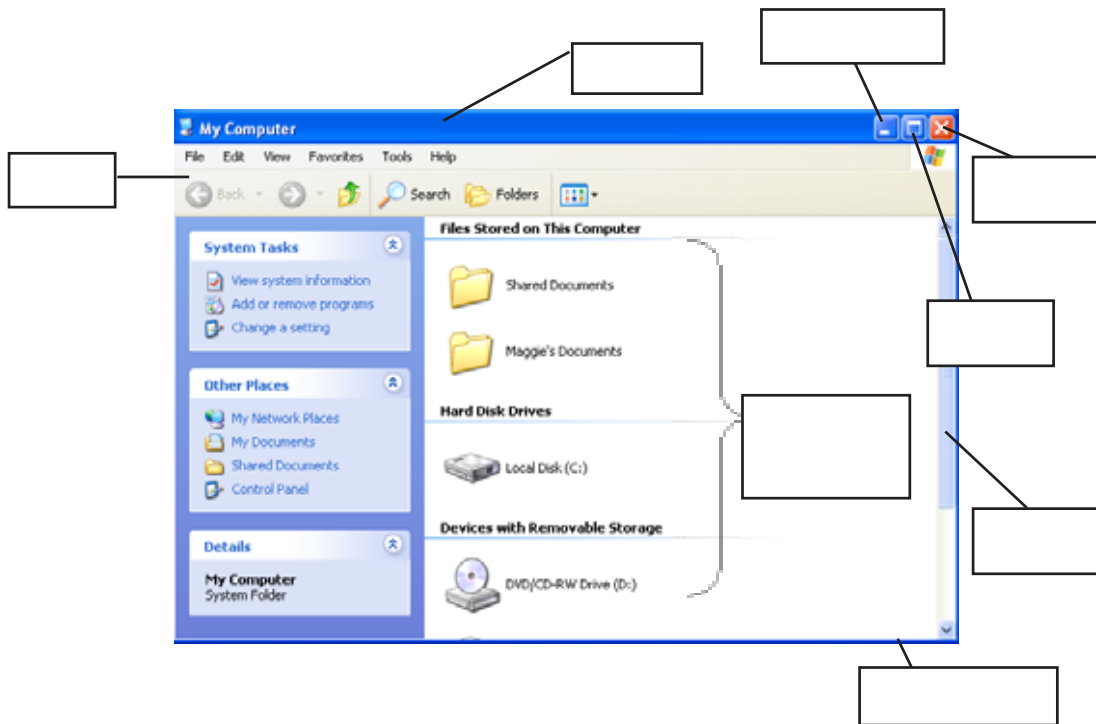 My Computer
File Edit View Favorites Tools Help
Back Search Folders
System Tasks
View system information
Add or remove programs
Change a setting
Other Places
My Network Places
My Documents
Shared Documents
Control Panel
Details
My Computer
System Folder
Files Stored on This Computer
Shared Documents
Maggie's Documents
Hard Disk Drives
Local Disk (C:)
Devices with Removable Storage
DVD/CD-RW Drive (D:)